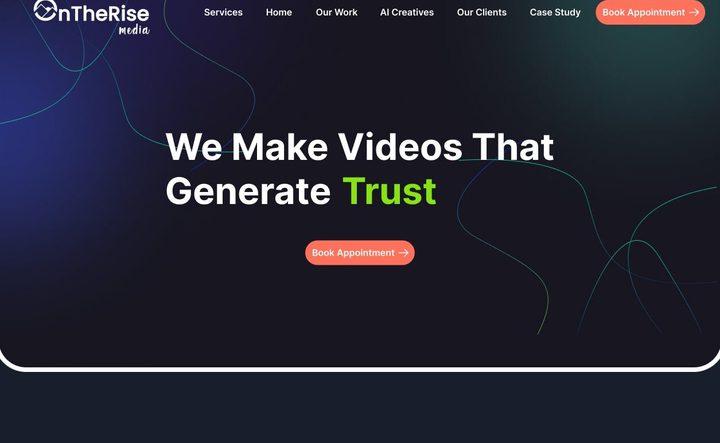 OnTheRise
media
Services
Home
Our Work
AI Creatives
Our Clients
Case Study
Book Appointment
We Make Videos That
Generate Trust
Book Appointment